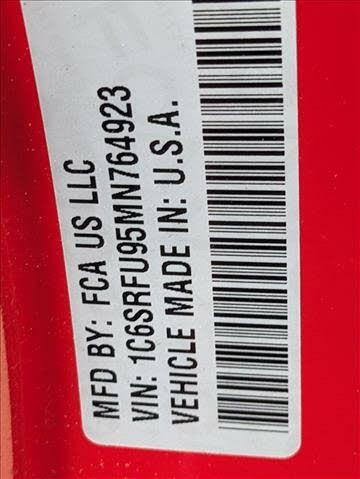 MFD BY: FCA US LLC
VIN: 1C6SRFU95MN764923
VEHICLE MADE IN: U.S.A.